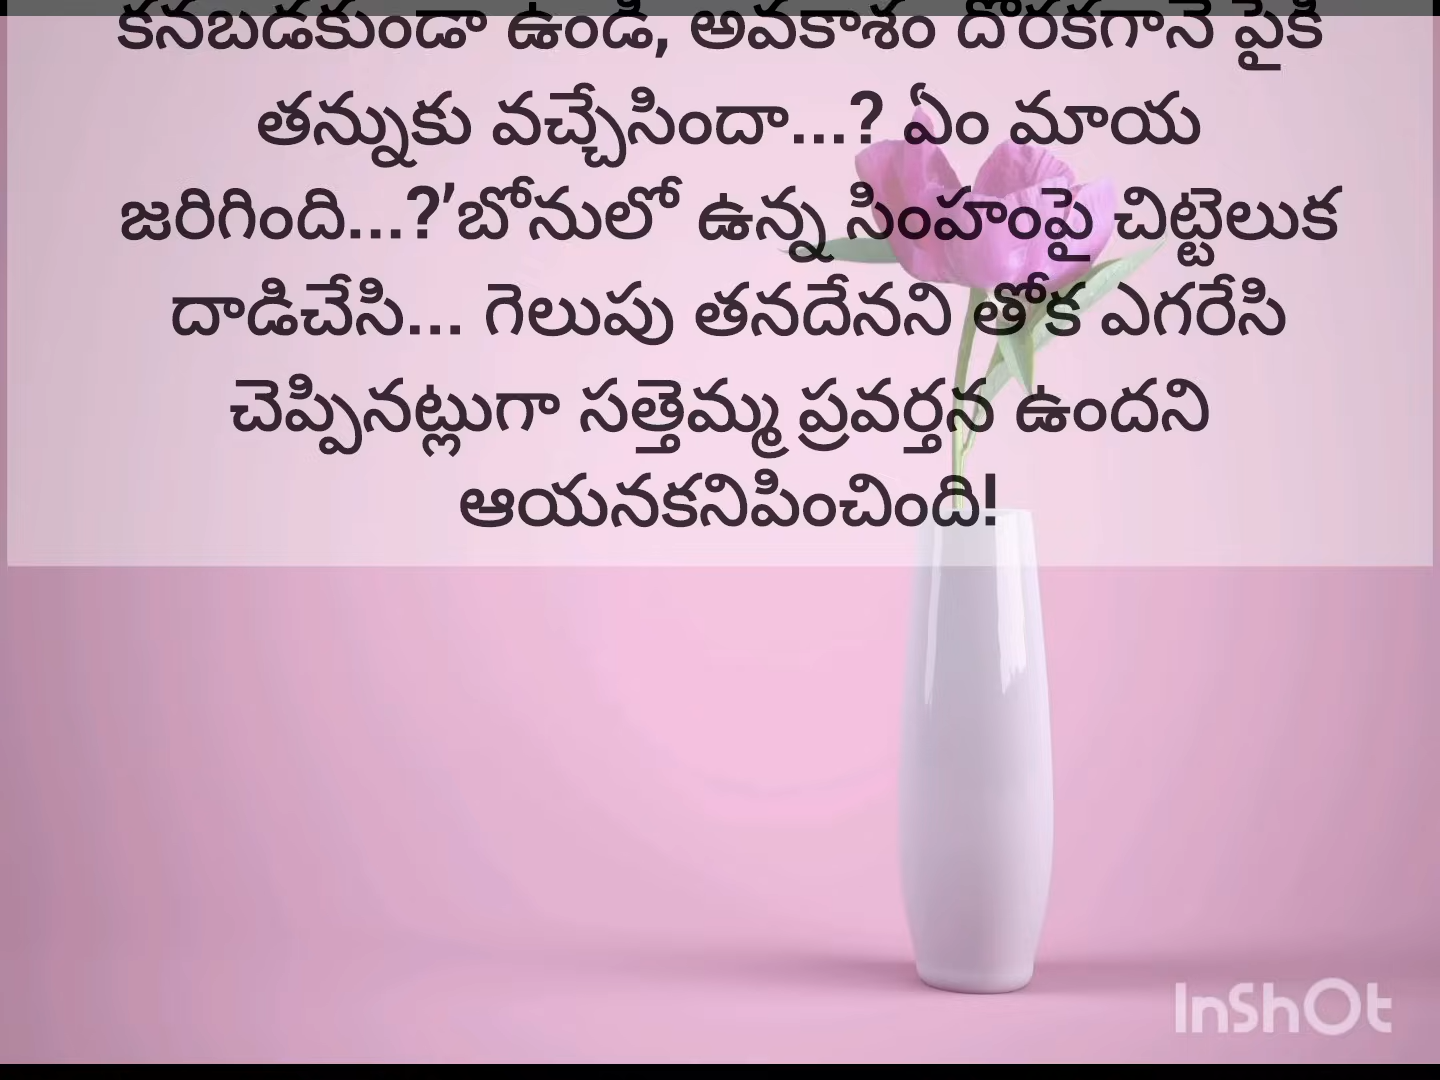 కనబడకుండా ఉండి, అవకాశం దొరకగానే పైకి
తన్నుకు వచ్చేసిందా...? ఏం మాయ
జరిగింది...?'బోనులో ఉన్న సింహంపై చిట్టెలుక
దాడిచేసి... గెలుపు తనదేనని తోక ఎగరేసి
చెప్పినట్లుగా సత్తెమ్మ ప్రవర్తన ఉందని
ఆయనకనిపించింది!
InShOt